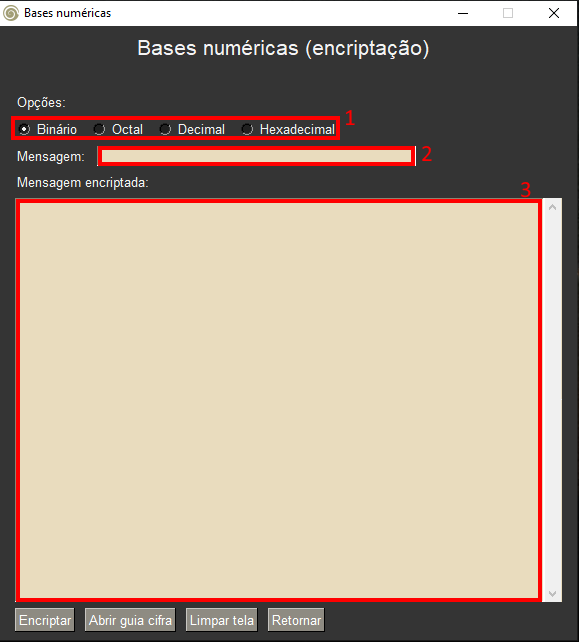 Bases numéricas
Bases numéricas (encriptação)
Opções:
Binário Octal Decimal Hexadecimal 1
Mensagem: 2
Mensagem encriptada:
3
Encriptar Abrir guia cifra Limpar tela Retornar